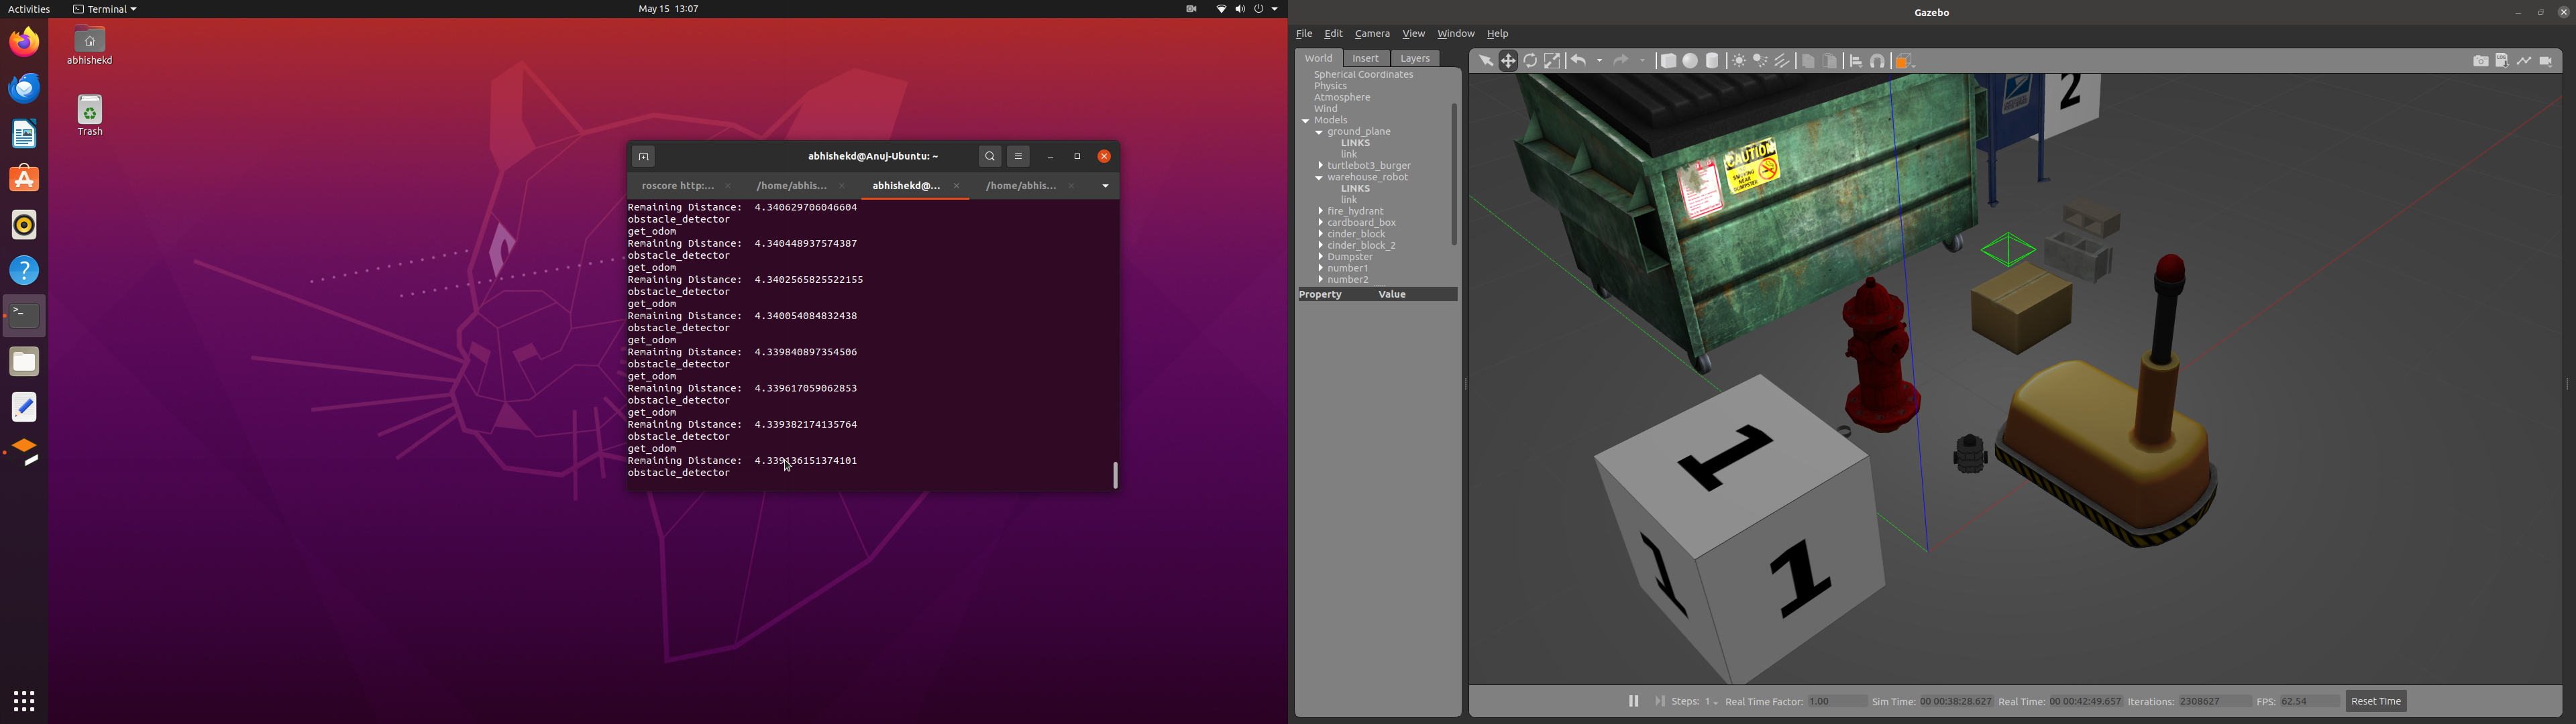 Activities Terminal May 15 13:07
abhishekd
Trash
abhishekd@Anuj-Ubuntu: ~
roscore http:... /home/abhis... abhishekd@... /home/abhis...
Remaining Distance: 4.340629706046604
obstacle_detector
get_odom
Remaining Distance: 4.340448937574387
obstacle_detector
get_odom
Remaining Distance: 4.3402565825522155
obstacle_detector
get_odom
Remaining Distance: 4.340054084832438
obstacle_detector
get_odom
Remaining Distance: 4.339840897354506
obstacle_detector
get_odom
Remaining Distance: 4.339617059062853
obstacle_detector
get_odom
Remaining Distance: 4.339382174135764
obstacle_detector
get_odom
Remaining Distance: 4.339136151374101
obstacle_detector
Gazebo
File Edit Camera View Window Help
World Insert Layers
Spherical Coordinates
Physics
Atmosphere
Wind
Models
ground_plane
LINKS
link
turtlebot3_burger
warehouse_robot
LINKS
link
fire_hydrant
cardboard_box
cinder_block
cinder_block_2
Dumpster
number1
number2
Property Value
2
CAUTION
NO
SMOKING
NEAR
DUMPSTER
1
1
1
Steps: 1 Real Time Factor: 1.00 Sim Time: 00 00:38:28.627 Real Time: 00 00:42:49.657 Iterations: 2308627 FPS: 62.54 Reset Time